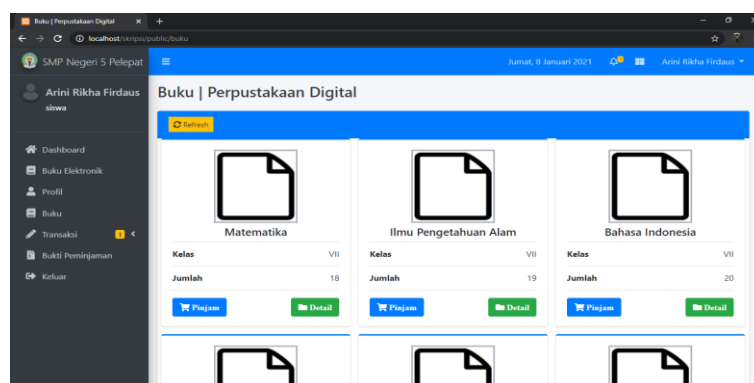 Buku | Perpustakaan Digital
localhost/skripsi/public/buku
SMP Negeri 5 Pelepat
Jumat, 8 Januari 2021
Arini Rikha Firdaus
Arini Rikha Firdaus
siswa
Dashboard
Buku Elektronik
Profil
Buku
Transaksi 1
Bukti Peminjaman
Keluar
Buku | Perpustakaan Digital
Refresh
Matematika
Kelas VII
Jumlah 18
Pinjam Detail
Ilmu Pengetahuan Alam
Kelas VII
Jumlah 19
Pinjam Detail
Bahasa Indonesia
Kelas VII
Jumlah 20
Pinjam Detail